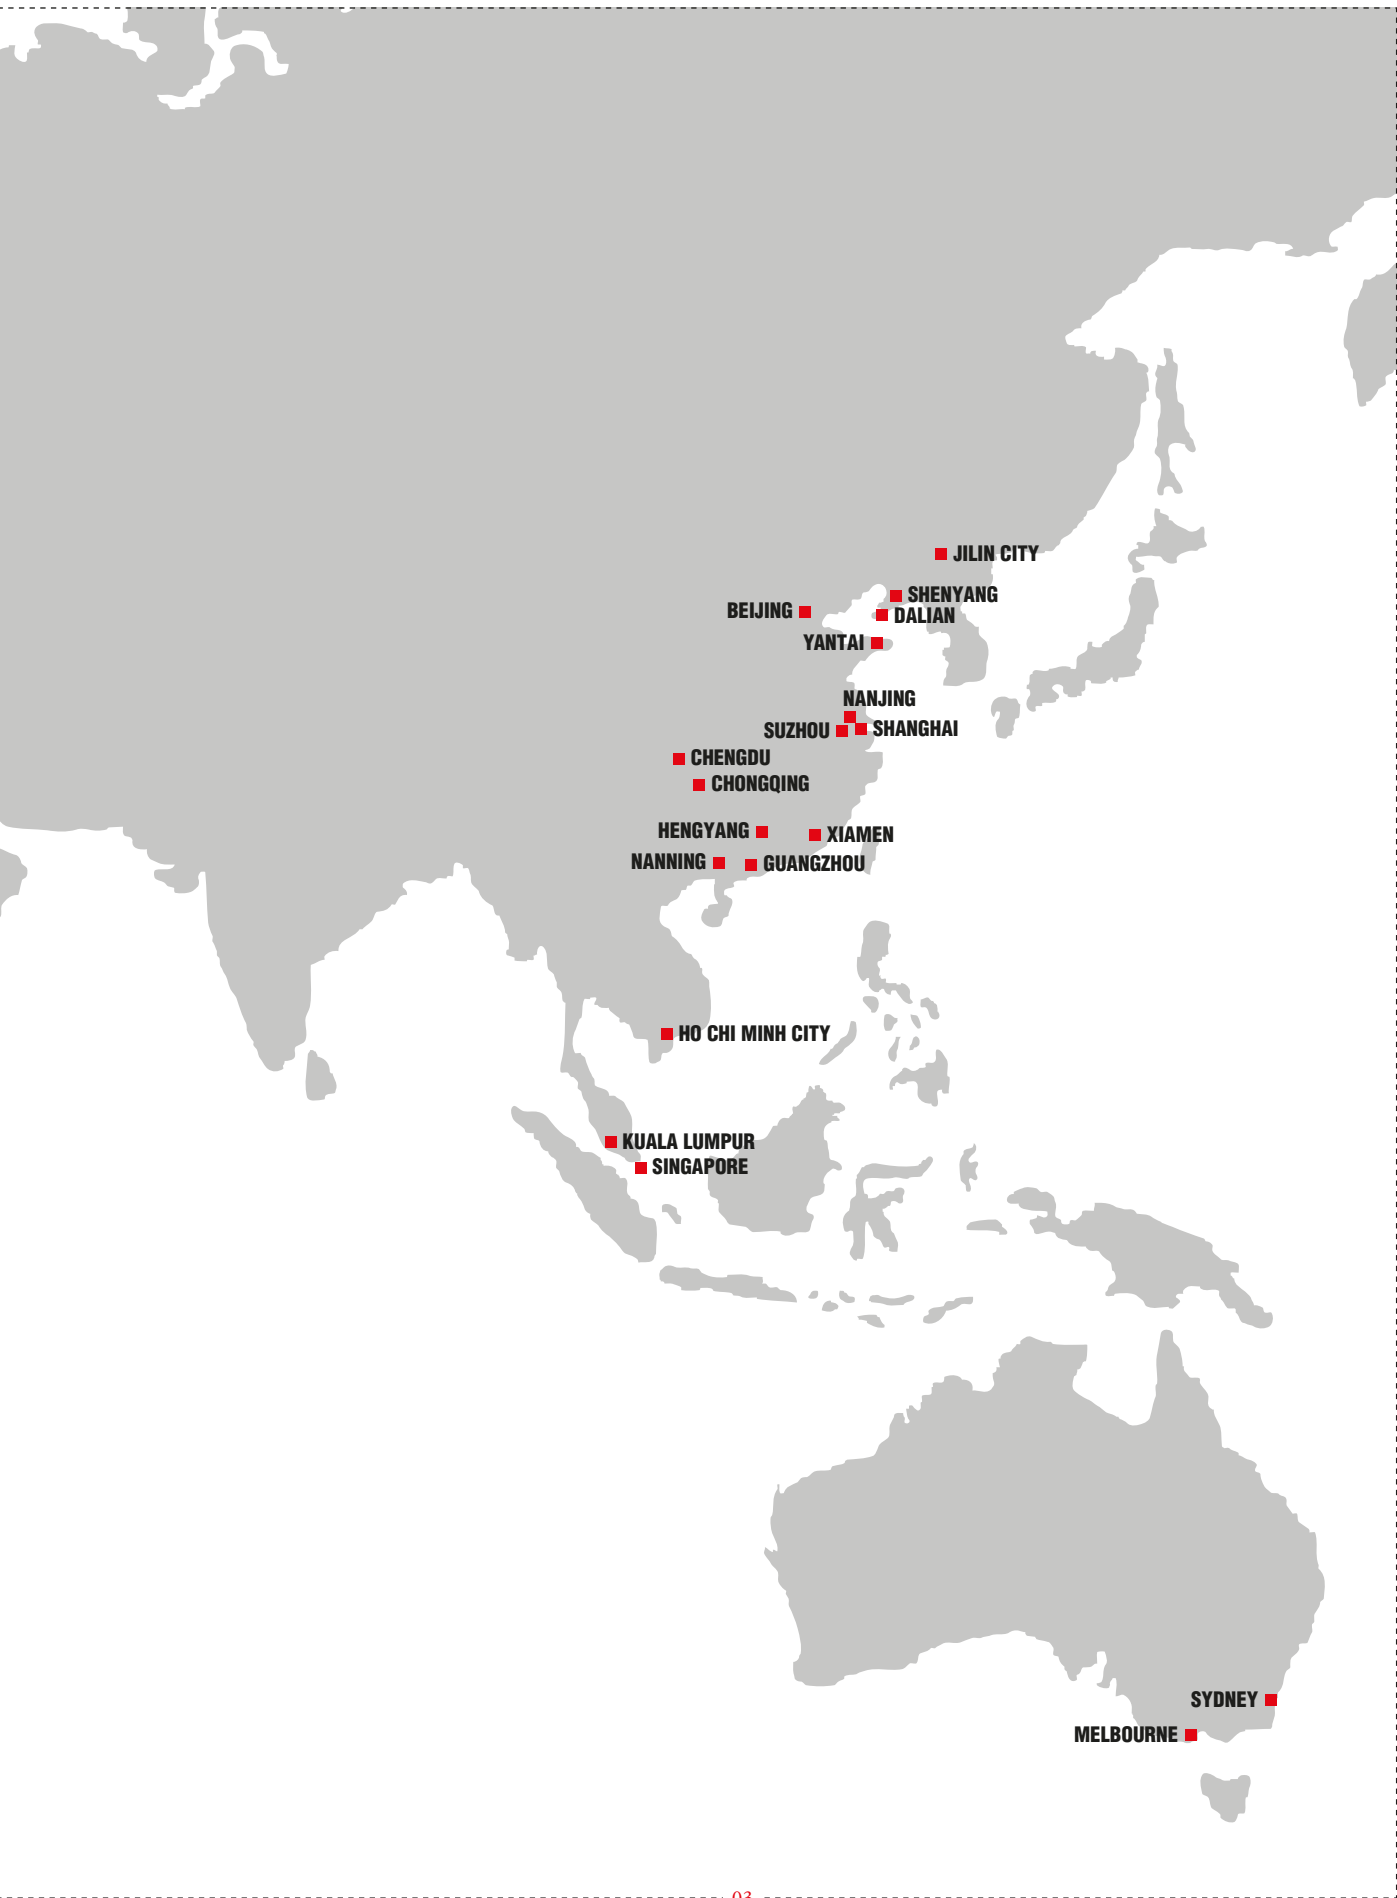 JILIN CITY
SHENYANG
BEIJING
DALIAN
YANTAI
NANJING
SUZHOU
SHANGHAI
CHENGDU
CHONGQING
HENGYANG
XIAMEN
NANNING
GUANGZHOU
HO CHI MINH CITY
KUALA LUMPUR
SINGAPORE
SYDNEY
MELBOURNE
03